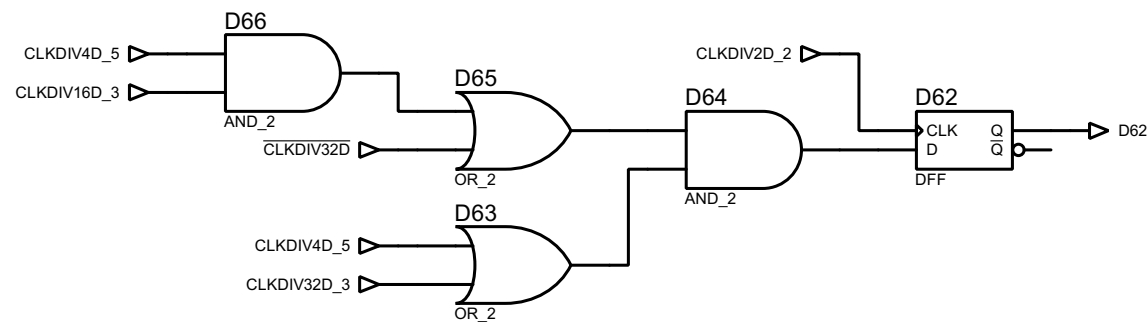 D66
CLKDIV4D_5
CLKDIV16D_3
AND_2
D65
CLKDIV32D
OR_2
D63
CLKDIV4D_5
CLKDIV32D_3
OR_2
D64
AND_2
CLKDIV2D_2
D62
CLK Q
D Q
DFF
D62